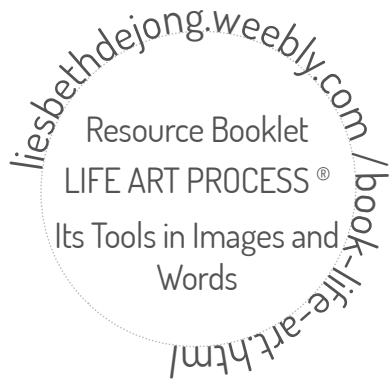 liesbethdejong.weebly.com /book-life-art.html/
Resource Booklet
LIFE ART PROCESS ®
Its Tools in Images and
Words